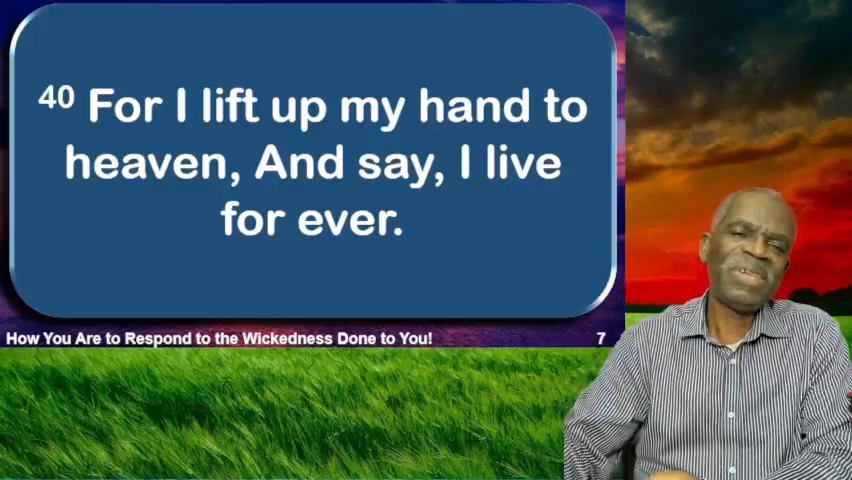 40 For I lift up my hand to
heaven, And say, I live
for ever.
How You Are to Respond to the Wickedness Done to You! 7